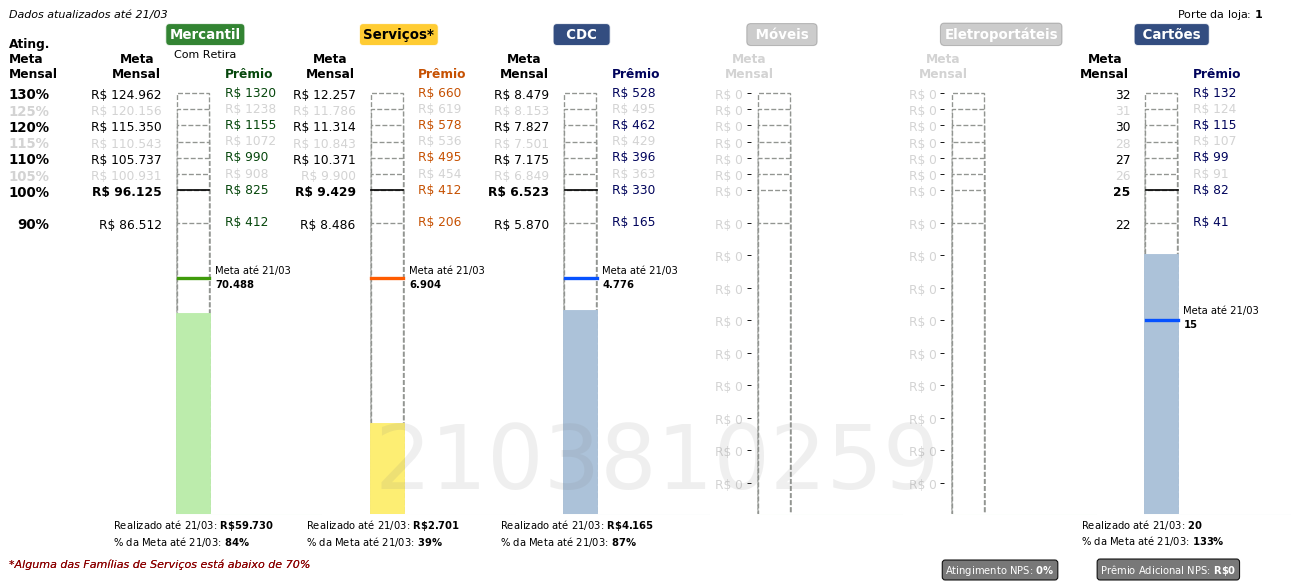 Dados atualizados até 21/03 Porte da loja: 1
Mercantil Serviços* CDC Móveis Eletroportáteis Cartões
Com Retira
Ating. Meta Mensal
Meta Mensal Prêmio Meta Mensal Prêmio Meta Mensal Prêmio Meta Mensal Meta Mensal Meta Mensal Prêmio
130% R$ 124.962 R$ 1320 R$ 12.257 R$ 660 R$ 8.479 R$ 528 R$ 0 R$ 0 32 R$ 132
125% R$ 120.156 R$ 1238 R$ 11.786 R$ 619 R$ 8.153 R$ 495 R$ 0 R$ 0 31 R$ 124
120% R$ 115.350 R$ 1155 R$ 11.314 R$ 578 R$ 7.827 R$ 462 R$ 0 R$ 0 30 R$ 115
115% R$ 110.543 R$ 1072 R$ 10.843 R$ 536 R$ 7.501 R$ 429 R$ 0 R$ 0 28 R$ 107
110% R$ 105.737 R$ 990 R$ 10.371 R$ 495 R$ 7.175 R$ 396 R$ 0 R$ 0 27 R$ 99
105% R$ 100.931 R$ 908 R$ 9.900 R$ 454 R$ 6.849 R$ 363 R$ 0 R$ 0 26 R$ 91
100% R$ 96.125 R$ 825 R$ 9.429 R$ 412 R$ 6.523 R$ 330 R$ 0 R$ 0 25 R$ 82
90% R$ 86.512 R$ 412 R$ 8.486 R$ 206 R$ 5.870 R$ 165 R$ 0 R$ 0 22 R$ 41
R$ 0 R$ 0
Meta até 21/03 Meta até 21/03 Meta até 21/03
70.488 6.904 4.776
R$ 0 R$ 0
Meta até 21/03
R$ 0 R$ 0
15
R$ 0 R$ 0
R$ 0 R$ 0
R$ 0 R$ 0
R$ 0 R$ 0
2103810259
R$ 0 R$ 0
Realizado até 21/03: R$59.730 Realizado até 21/03: R$2.701 Realizado até 21/03: R$4.165 Realizado até 21/03: 20
% da Meta até 21/03: 84% % da Meta até 21/03: 39% % da Meta até 21/03: 87% % da Meta até 21/03: 133%
*Alguma das Famílias de Serviços está abaixo de 70% Atingimento NPS: 0% Prêmio Adicional NPS: R$0